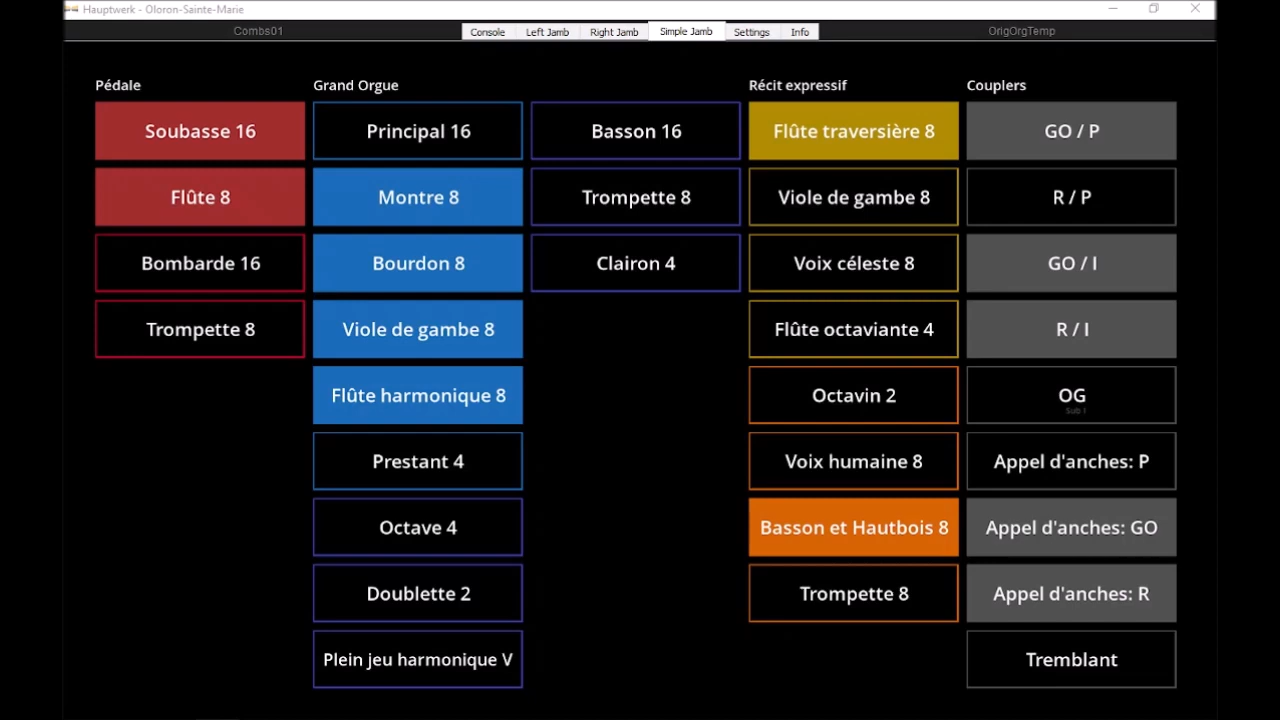 Hauptwerk - Oloron-Sainte-Marie
Combs01
Console
Left Jamb
Right Jamb
Simple Jamb
Settings
Info
OrigOrgTemp
Pédale
Soubasse 16
Flûte 8
Bombarde 16
Trompette 8
Grand Orgue
Principal 16
Montre 8
Bourdon 8
Viole de gambe 8
Flûte harmonique 8
Prestant 4
Octave 4
Doublette 2
Plein jeu harmonique V
Basson 16
Trompette 8
Clairon 4
Récit expressif
Flûte traversière 8
Viole de gambe 8
Voix céleste 8
Flûte octaviante 4
Octavin 2
Voix humaine 8
Basson et Hautbois 8
Trompette 8
Couplers
GO / P
R / P
GO / I
R / I
OG
Sub I
Appel d'anches: P
Appel d'anches: GO
Appel d'anches: R
Tremblant